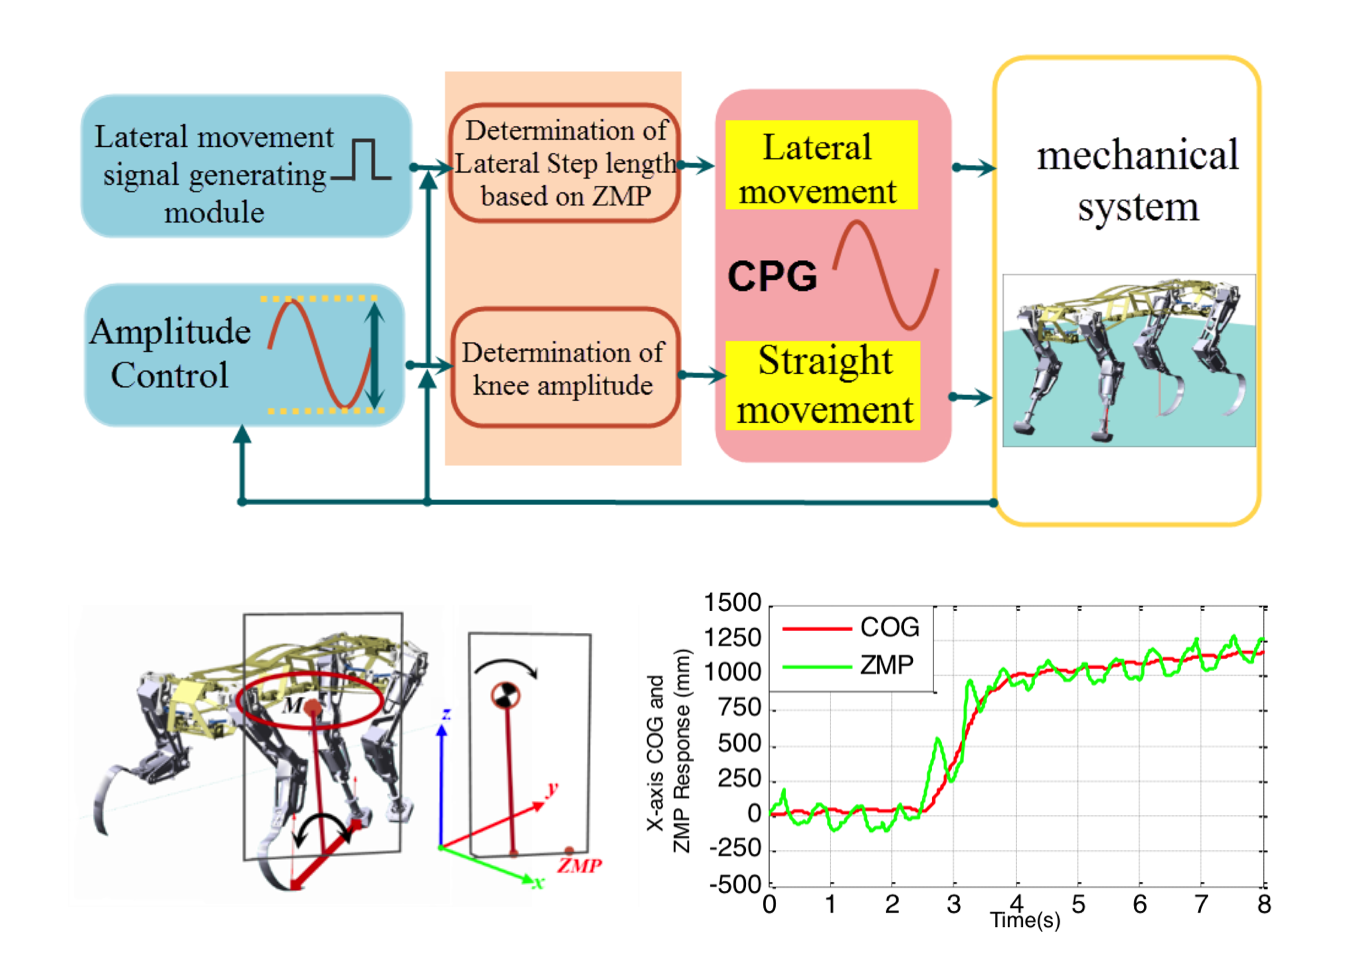 Lateral movement
signal generating
module
Determination of
Lateral Step length
based on ZMP
Lateral
movement
mechanical
system
CPG
Amplitude
Control
Determination of
knee amplitude
Straight
movement
M
z
y
x
ZMP
X-axis COG and
ZMP Response (mm)
1500
1250
1000
750
500
250
0
-250
-500
COG
ZMP
0 1 2 3 4 5 6 7 8
Time(s)